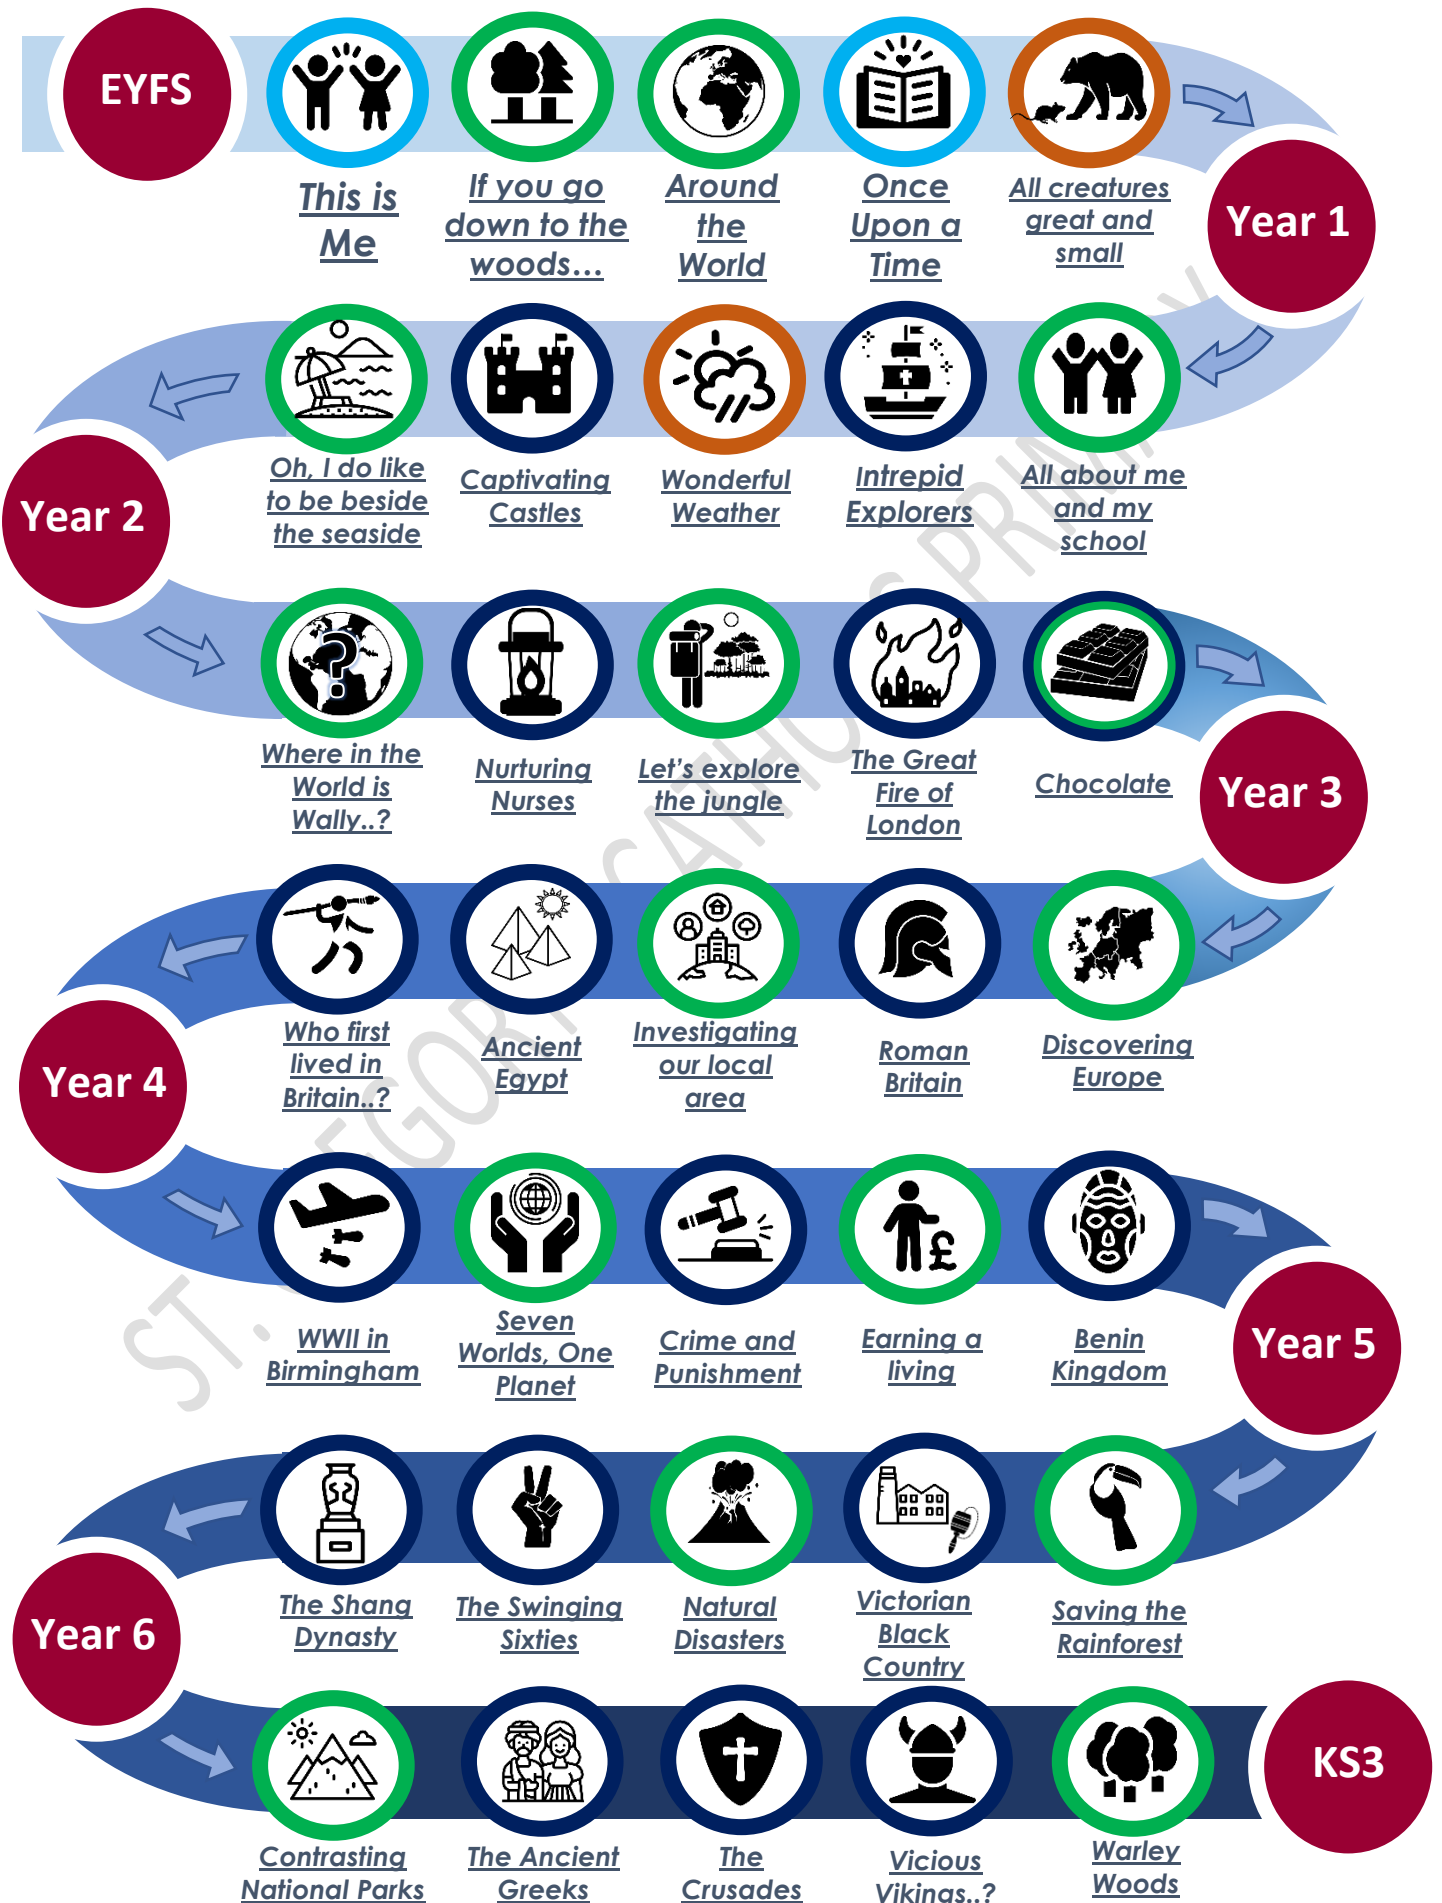 EYFS
This is
Me
If you go
down to the
woods...
Around
the
World
Once
Upon a
Time
All creatures
great and
small
Year 1
Oh, I do like
to be beside
the seaside
Captivating
Castles
Wonderful
Weather
Intrepid
Explorers
All about me
and my
school
Year 2
Where in the
World is
Wally..?
Nurturing
Nurses
Let's explore
the jungle
The Great
Fire of
London
Chocolate
Year 3
Who first
lived in
Britain..?
Ancient
Egypt
Investigating
our local
area
Roman
Britain
Discovering
Europe
Year 4
WWII in
Birmingham
Seven
Worlds, One
Planet
Crime and
Punishment
Earning a
living
£
Benin
Kingdom
Year 5
The Shang
Dynasty
The Swinging
Sixties
Natural
Disasters
Victorian
Black
Country
Saving the
Rainforest
Year 6
Contrasting
National Parks
The Ancient
Greeks
The
Crusades
Vicious
Vikings..?
Warley
Woods
KS3